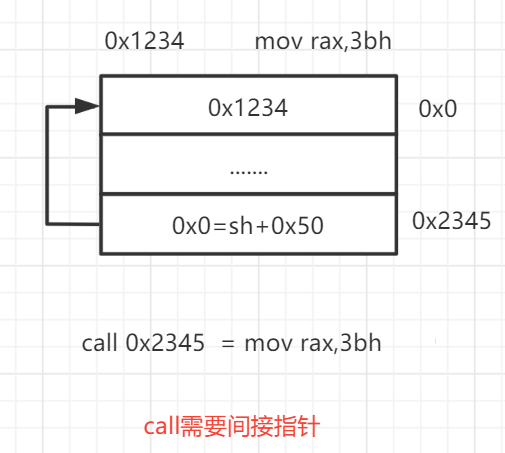 0x1234 mov rax,3bh
0x1234 0x0
.......
0x0=sh+0x50 0x2345
call 0x2345 = mov rax,3bh
call需要间接指针